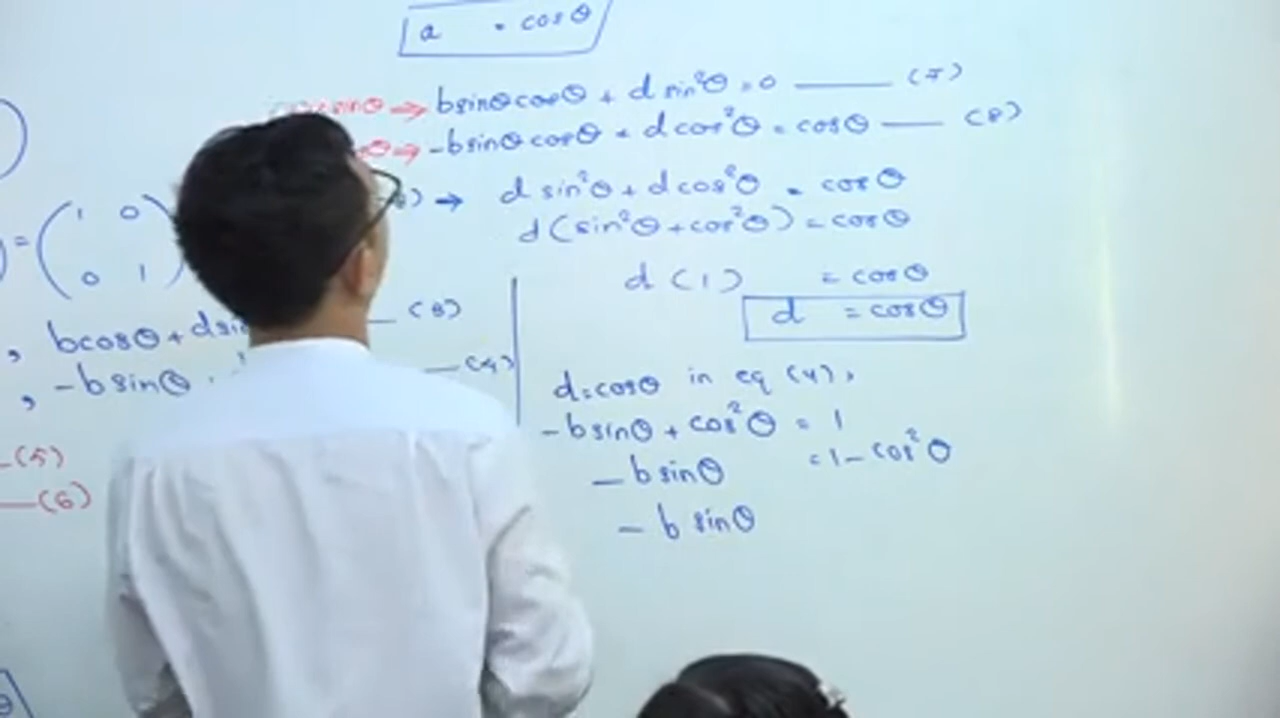 a = cosθ
sinθ ⇒ bsinθcosθ + d sin²θ = 0 —— (7)
θ ⇒ -bsinθcosθ + dcos²θ = cosθ —— (8)
) → d sin²θ + d cos²θ = cosθ
d(sin²θ + cos²θ) = cosθ
d(1) = cosθ
d = cosθ
= ( 1 0
0 1 )
, bcosθ + dsin — (3)
, -bsinθ — (4)
—(5)
—(6)
d=cosθ in eq (4),
-bsinθ + cos²θ = 1
-bsinθ = 1 - cos²θ
- b sinθ
θ